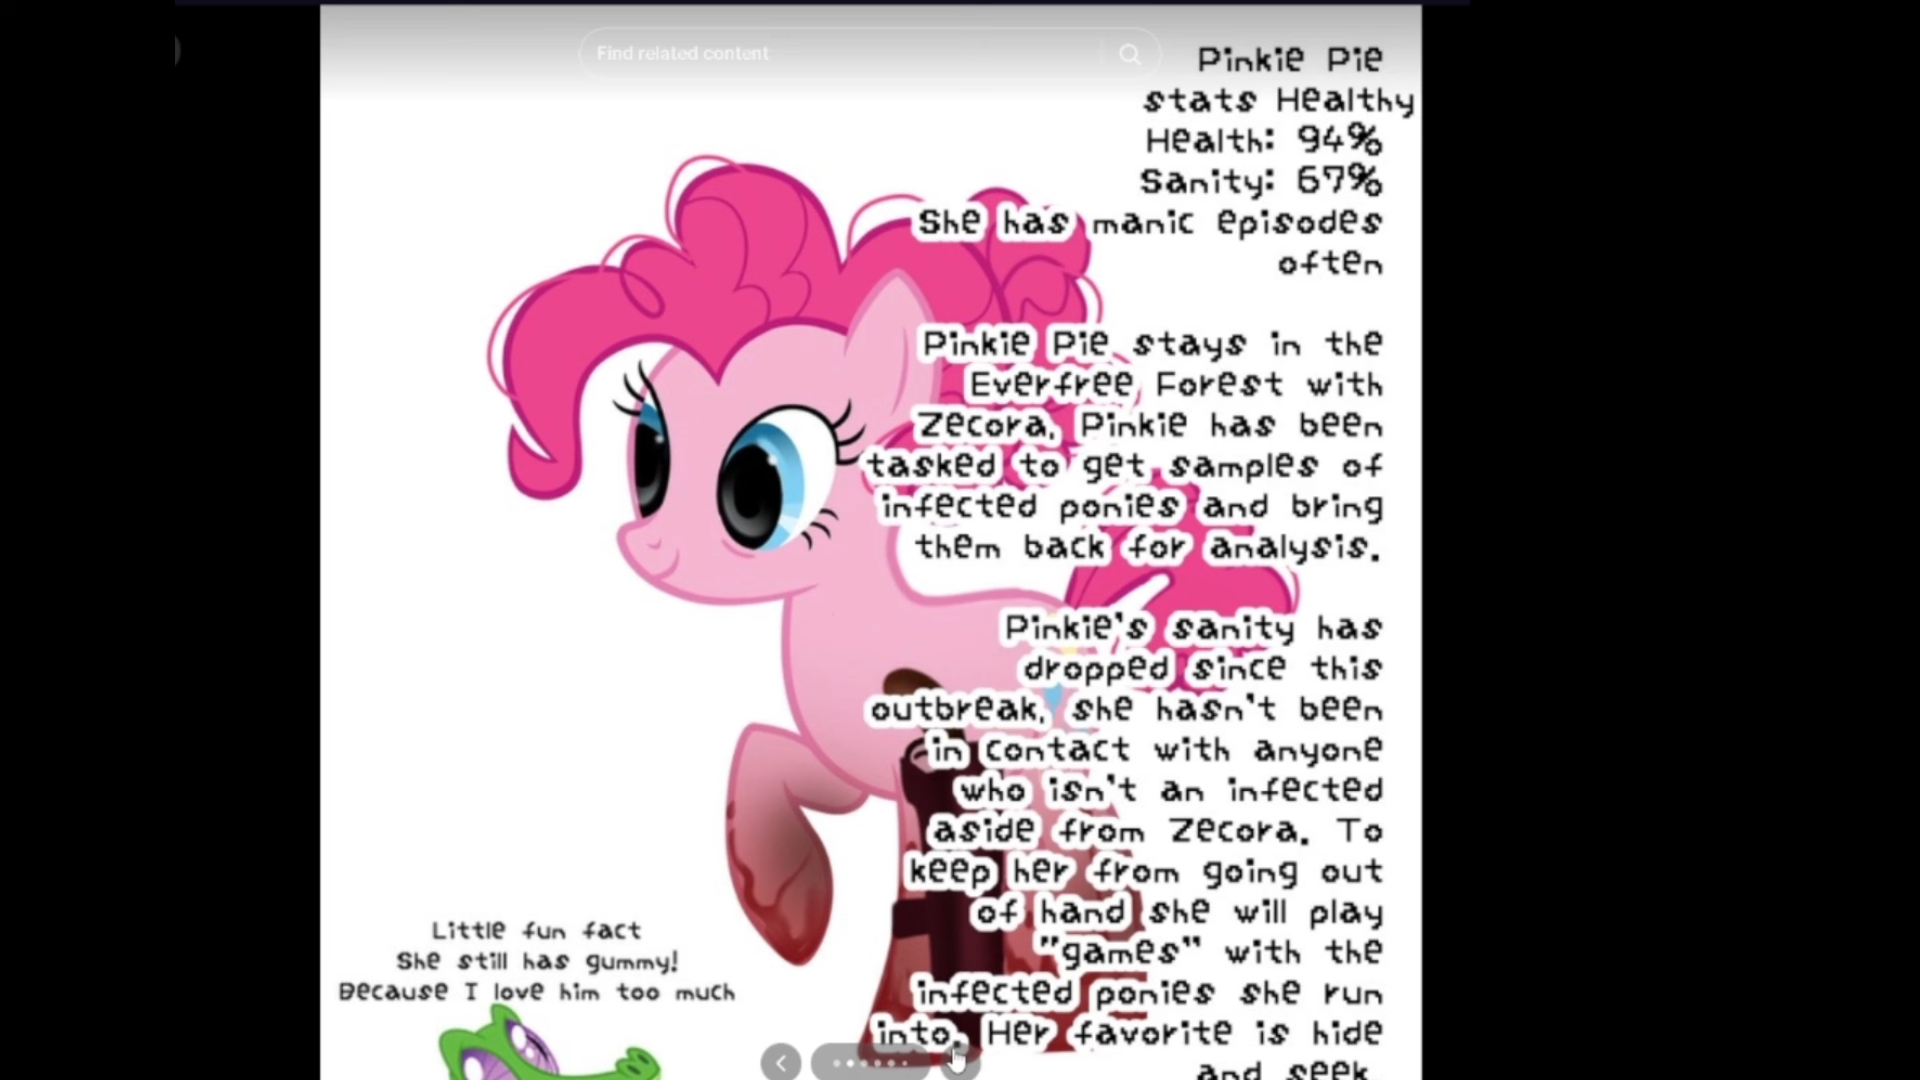 Find related content
Pinkie Pie
stats Healthy
Health: 94%
Sanity: 67%
She has manic episodes
often
Pinkie Pie stays in the
Everfree Forest with
Zecora, Pinkie has been
tasked to get samples of
infected ponies and bring
them back for analysis.
Pinkie's sanity has
dropped since this
outbreak, she hasn't been
in contact with anyone
who isn't an infected
aside from Zecora. To
keep her from going out
of hand she will play
"games" with the
infected ponies she run
into. Her favorite is hide
and seek.
Little fun fact
She still has gummy!
Because I love him too much